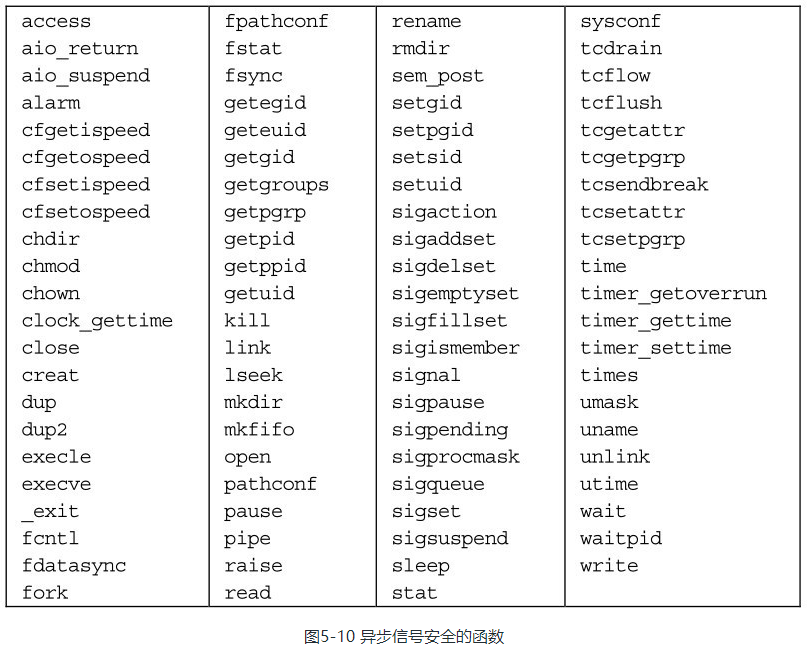 access
aio_return
aio_suspend
alarm
cfgetispeed
cfgetospeed
cfsetispeed
cfsetospeed
chdir
chmod
chown
clock_gettime
close
creat
dup
dup2
execle
execve
_exit
fcntl
fdatasync
fork
fpathconf
fstat
fsync
getegid
geteuid
getgid
getgroups
getpgrp
getpid
getppid
getuid
kill
link
lseek
mkdir
mkfifo
open
pathconf
pause
pipe
raise
read
rename
rmdir
sem_post
setgid
setpgid
setsid
setuid
sigaction
sigaddset
sigdelset
sigemptyset
sigfillset
sigismember
signal
sigpause
sigpending
sigprocmask
sigqueue
sigset
sigsuspend
sleep
stat
sysconf
tcdrain
tcflow
tcflush
tcgetattr
tcgetpgrp
tcsendbreak
tcsetattr
tcsetpgrp
time
timer_getoverrun
timer_gettime
timer_settime
times
umask
uname
unlink
utime
wait
waitpid
write
图5-10 异步信号安全的函数